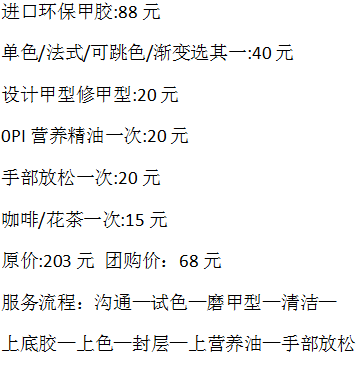 进口环保甲胶:88 元
单色/法式/可跳色/渐变选其一:40 元
设计甲型修甲型:20 元
0PI 营养精油一次:20 元
手部放松一次:20 元
咖啡/花茶一次:15 元
原价:203 元  团购价：68 元
服务流程：沟通一试色一磨甲型一清洁一
上底胶一上色一封层一上营养油一手部放松